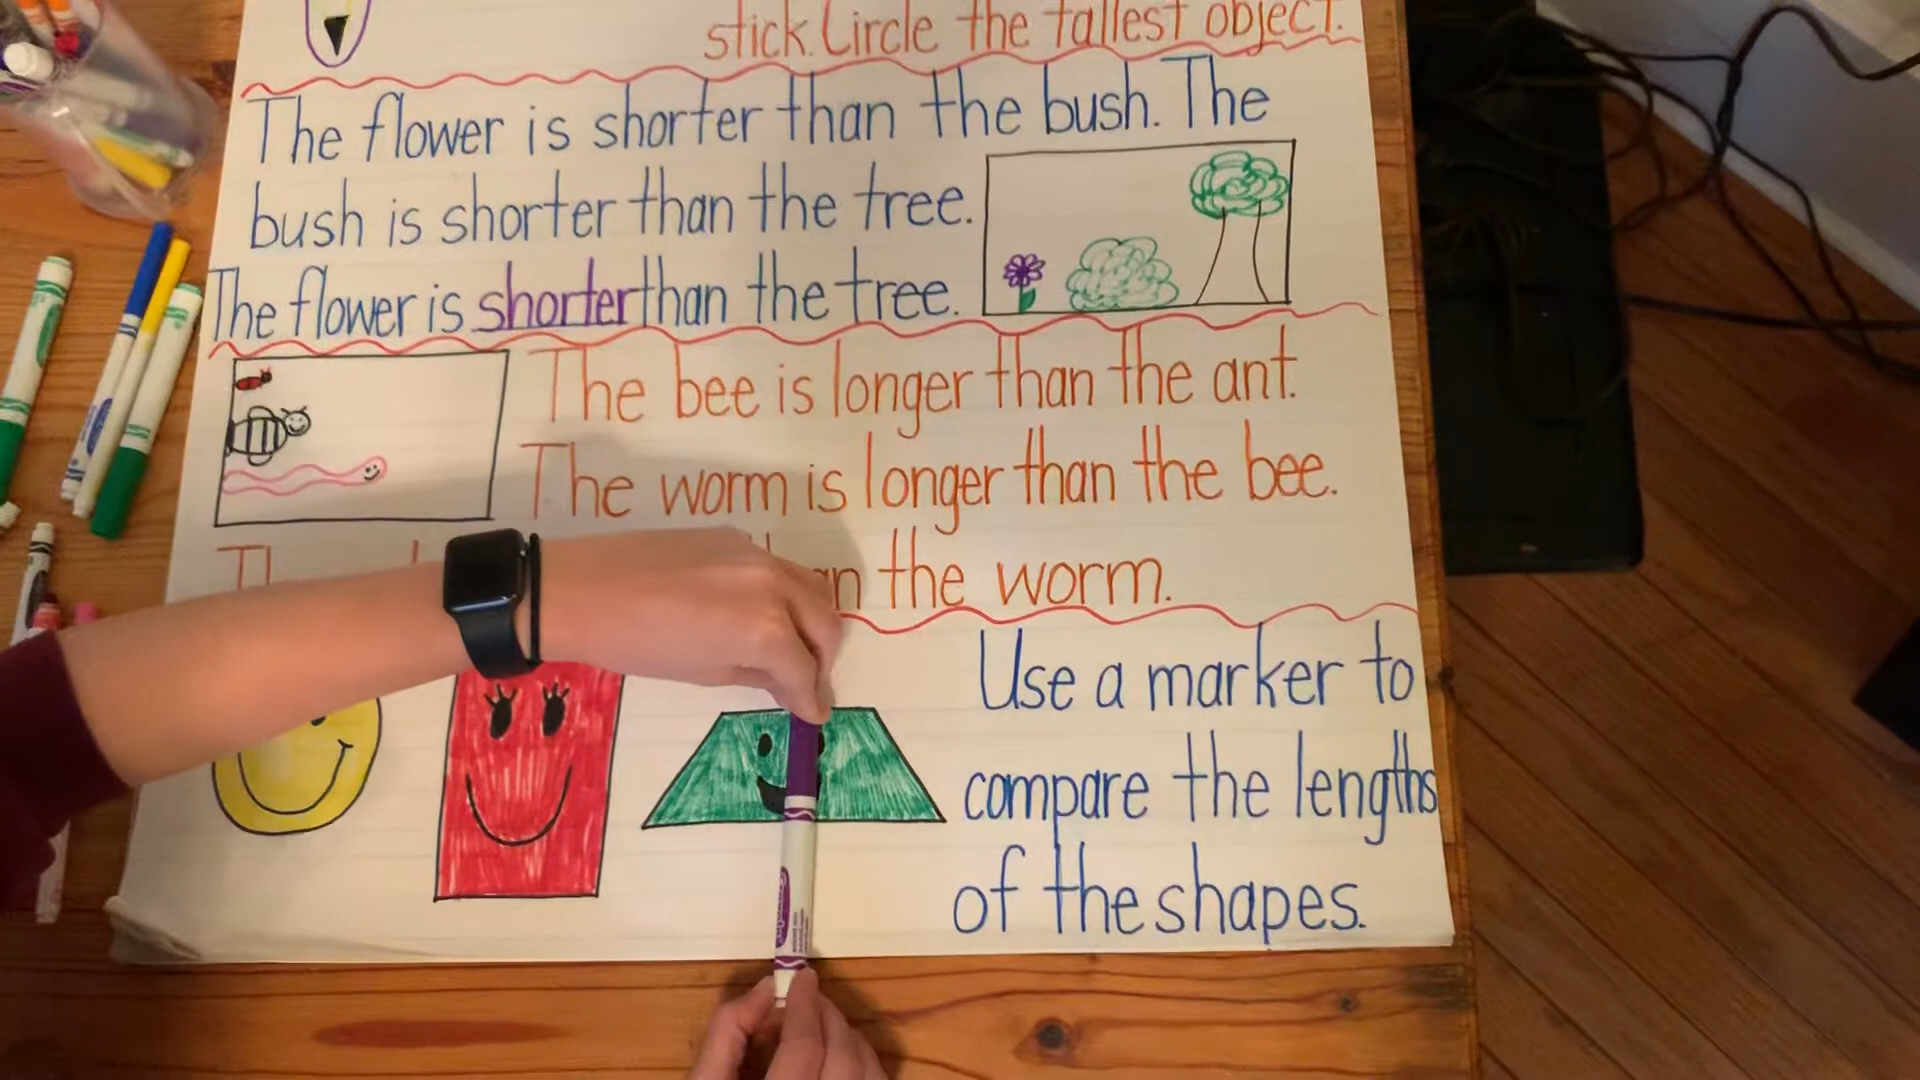 stick. Circle the tallest object.
The flower is shorter than the bush. The
bush is shorter than the tree.
The flower is shorter than the tree.
The bee is longer than the ant.
The worm is longer than the bee.
the worm.
Use a marker to
compare the lengths
of the shapes.